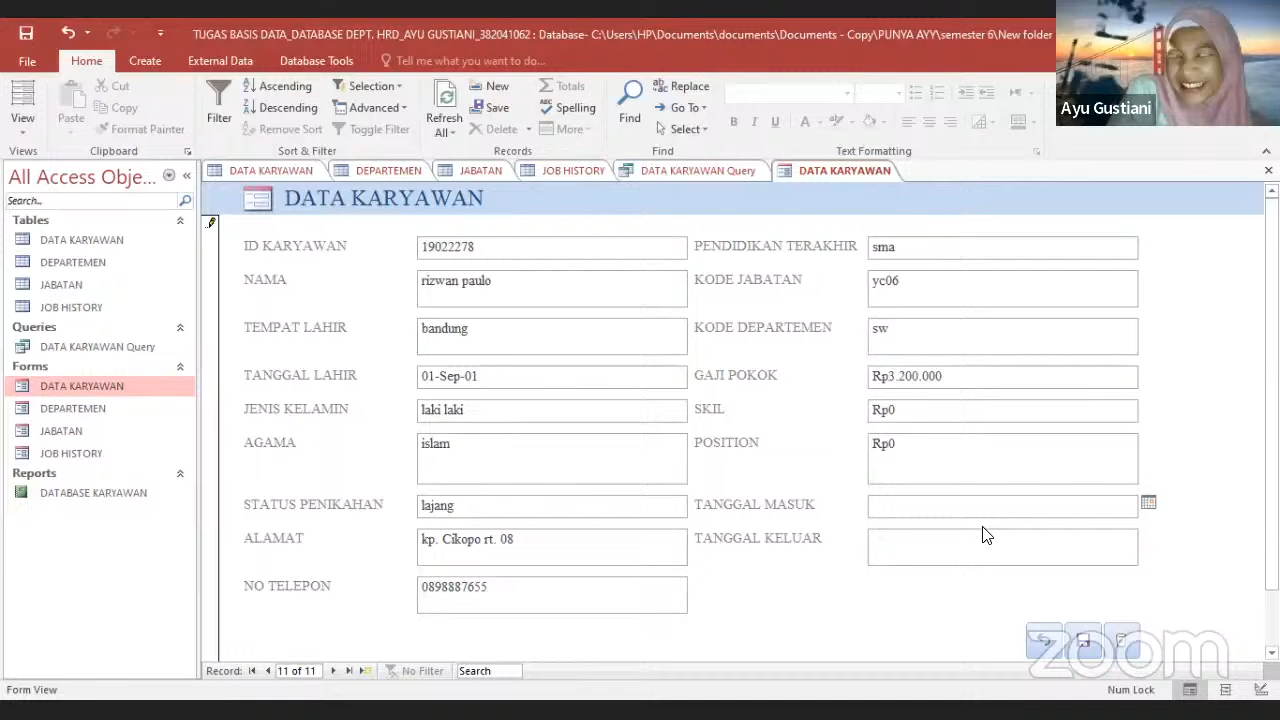 TUGAS BASIS DATA_DATABASE DEPT. HRD_AYU GUSTIANI_382041062 : Database- C:\Users\HP\Documents\documents\Documents - Copy\PUNYA AYY\semester 6\New folder
Ayu Gustiani
File Home Create External Data Database Tools Tell me what you want to do...
View
Views
Paste
Cut
Copy
Format Painter
Clipboard
Filter
Ascending
Descending
Remove Sort
Selection
Advanced
Toggle Filter
Sort & Filter
Refresh
All
New
Save
Delete
Totals
Spelling
More
Records
Find
Replace
Go To
Select
Find
B I U A
Text Formatting
All Access Obje...
Search...
Tables
DATA KARYAWAN
DEPARTEMEN
JABATAN
JOB HISTORY
Queries
DATA KARYAWAN Query
Forms
DATA KARYAWAN
DEPARTEMEN
JABATAN
JOB HISTORY
Reports
DATABASE KARYAWAN
DATA KARYAWAN DEPARTEMEN JABATAN JOB HISTORY DATA KARYAWAN Query DATA KARYAWAN
DATA KARYAWAN
ID KARYAWAN 19022278
NAMA rizwan paulo
TEMPAT LAHIR bandung
TANGGAL LAHIR 01-Sep-01
JENIS KELAMIN laki laki
AGAMA islam
STATUS PENIKAHAN lajang
ALAMAT kp. Cikopo rt. 08
NO TELEPON 0898887655
PENDIDIKAN TERAKHIR sma
KODE JABATAN yc06
KODE DEPARTEMEN sw
GAJI POKOK Rp3.200.000
SKIL Rp0
POSITION Rp0
TANGGAL MASUK
TANGGAL KELUAR
zoom
Record: 11 of 11 No Filter Search
Form View Num Lock